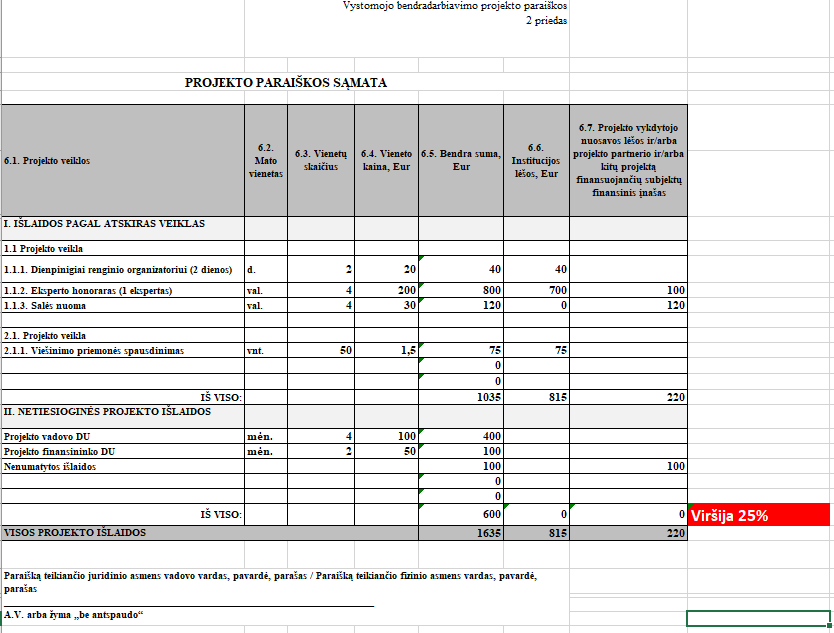 Vystomojo bendradarbiavimo projekto paraiškos
2 priedas
PROJEKTO PARAIŠKOS SĄMATA
6.1. Projekto veiklos
6.2.
Mato
vienetas
6.3. Vienetų
skaičius
6.4. Vieneto
kaina, Eur
6.5. Bendra suma,
Eur
6.6.
Institucijos
lėšos, Eur
6.7. Projekto vykdytojo
nuosavos lėšos ir/arba
projekto partnerio ir/arba
kitų projektą
finansuojančių subjektų
finansinis įnašas
I. IŠLAIDOS PAGAL ATSKIRAS VEIKLAS
1.1 Projekto veikla
1.1.1. Dienpinigiai renginio organizatoriui (2 dienos) d. 2 20 40 40
1.1.2. Eksperto honoraras (1 ekspertas) val. 4 200 800 700 100
1.1.3. Salės nuoma val. 4 30 120 0 120
2.1. Projekto veikla
2.1.1. Viešinimo priemonės spausdinimas vnt. 50 1,5 75 75
0
0
IŠ VISO: 1035 815 220
II. NETIESIOGINĖS PROJEKTO IŠLAIDOS
Projekto vadovo DU mėn. 4 100 400
Projekto finansininko DU mėn. 2 50 100
Nenumatytos išlaidos 100 100
0
0
IŠ VISO: 600 0 0 Viršija 25%
VISOS PROJEKTO IŠLAIDOS 1635 815 220
Paraišką teikiančio juridinio asmens vadovo vardas, pavardė, parašas / Paraišką teikiančio fizinio asmens vardas, pavardė,
parašas
A.V. arba žyma „be antspaudo“